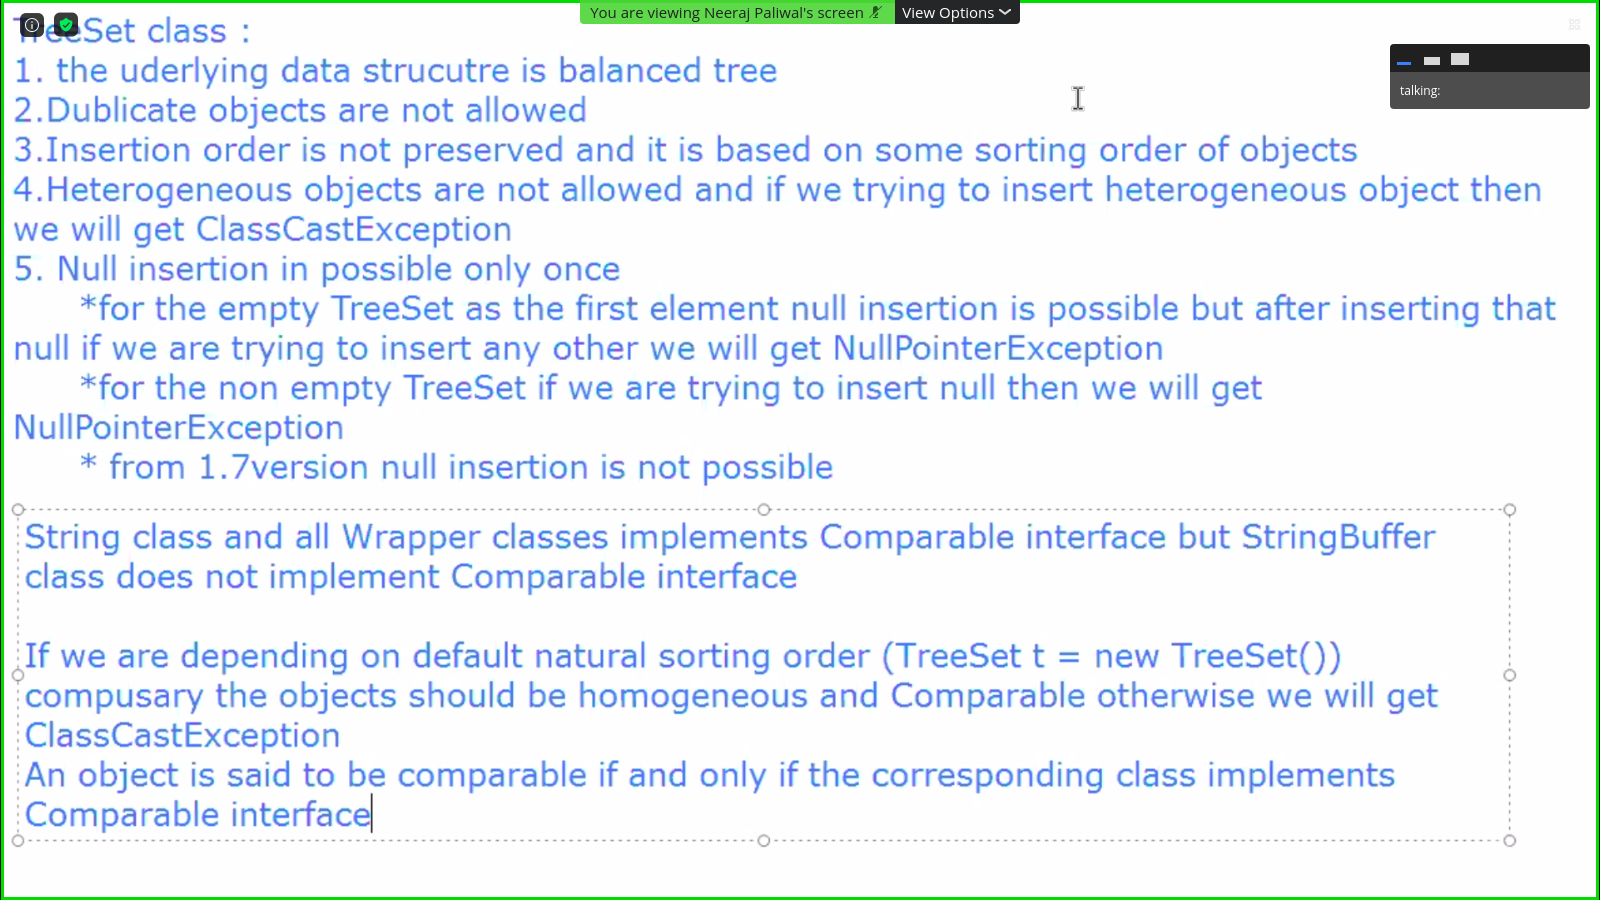 You are viewing Neeraj Paliwal's screen
View Options
TreeSet class :
talking:
1. the uderlying data strucutre is balanced tree
2.Dublicate objects are not allowed
3.Insertion order is not preserved and it is based on some sorting order of objects
4.Heterogeneous objects are not allowed and if we trying to insert heterogeneous object then
we will get ClassCastException
5. Null insertion in possible only once
*for the empty TreeSet as the first element null insertion is possible but after inserting that
null if we are trying to insert any other we will get NullPointerException
*for the non empty TreeSet if we are trying to insert null then we will get
NullPointerException
* from 1.7version null insertion is not possible
String class and all Wrapper classes implements Comparable interface but StringBuffer
class does not implement Comparable interface
If we are depending on default natural sorting order (TreeSet t = new TreeSet())
compusary the objects should be homogeneous and Comparable otherwise we will get
ClassCastException
An object is said to be comparable if and only if the corresponding class implements
Comparable interface